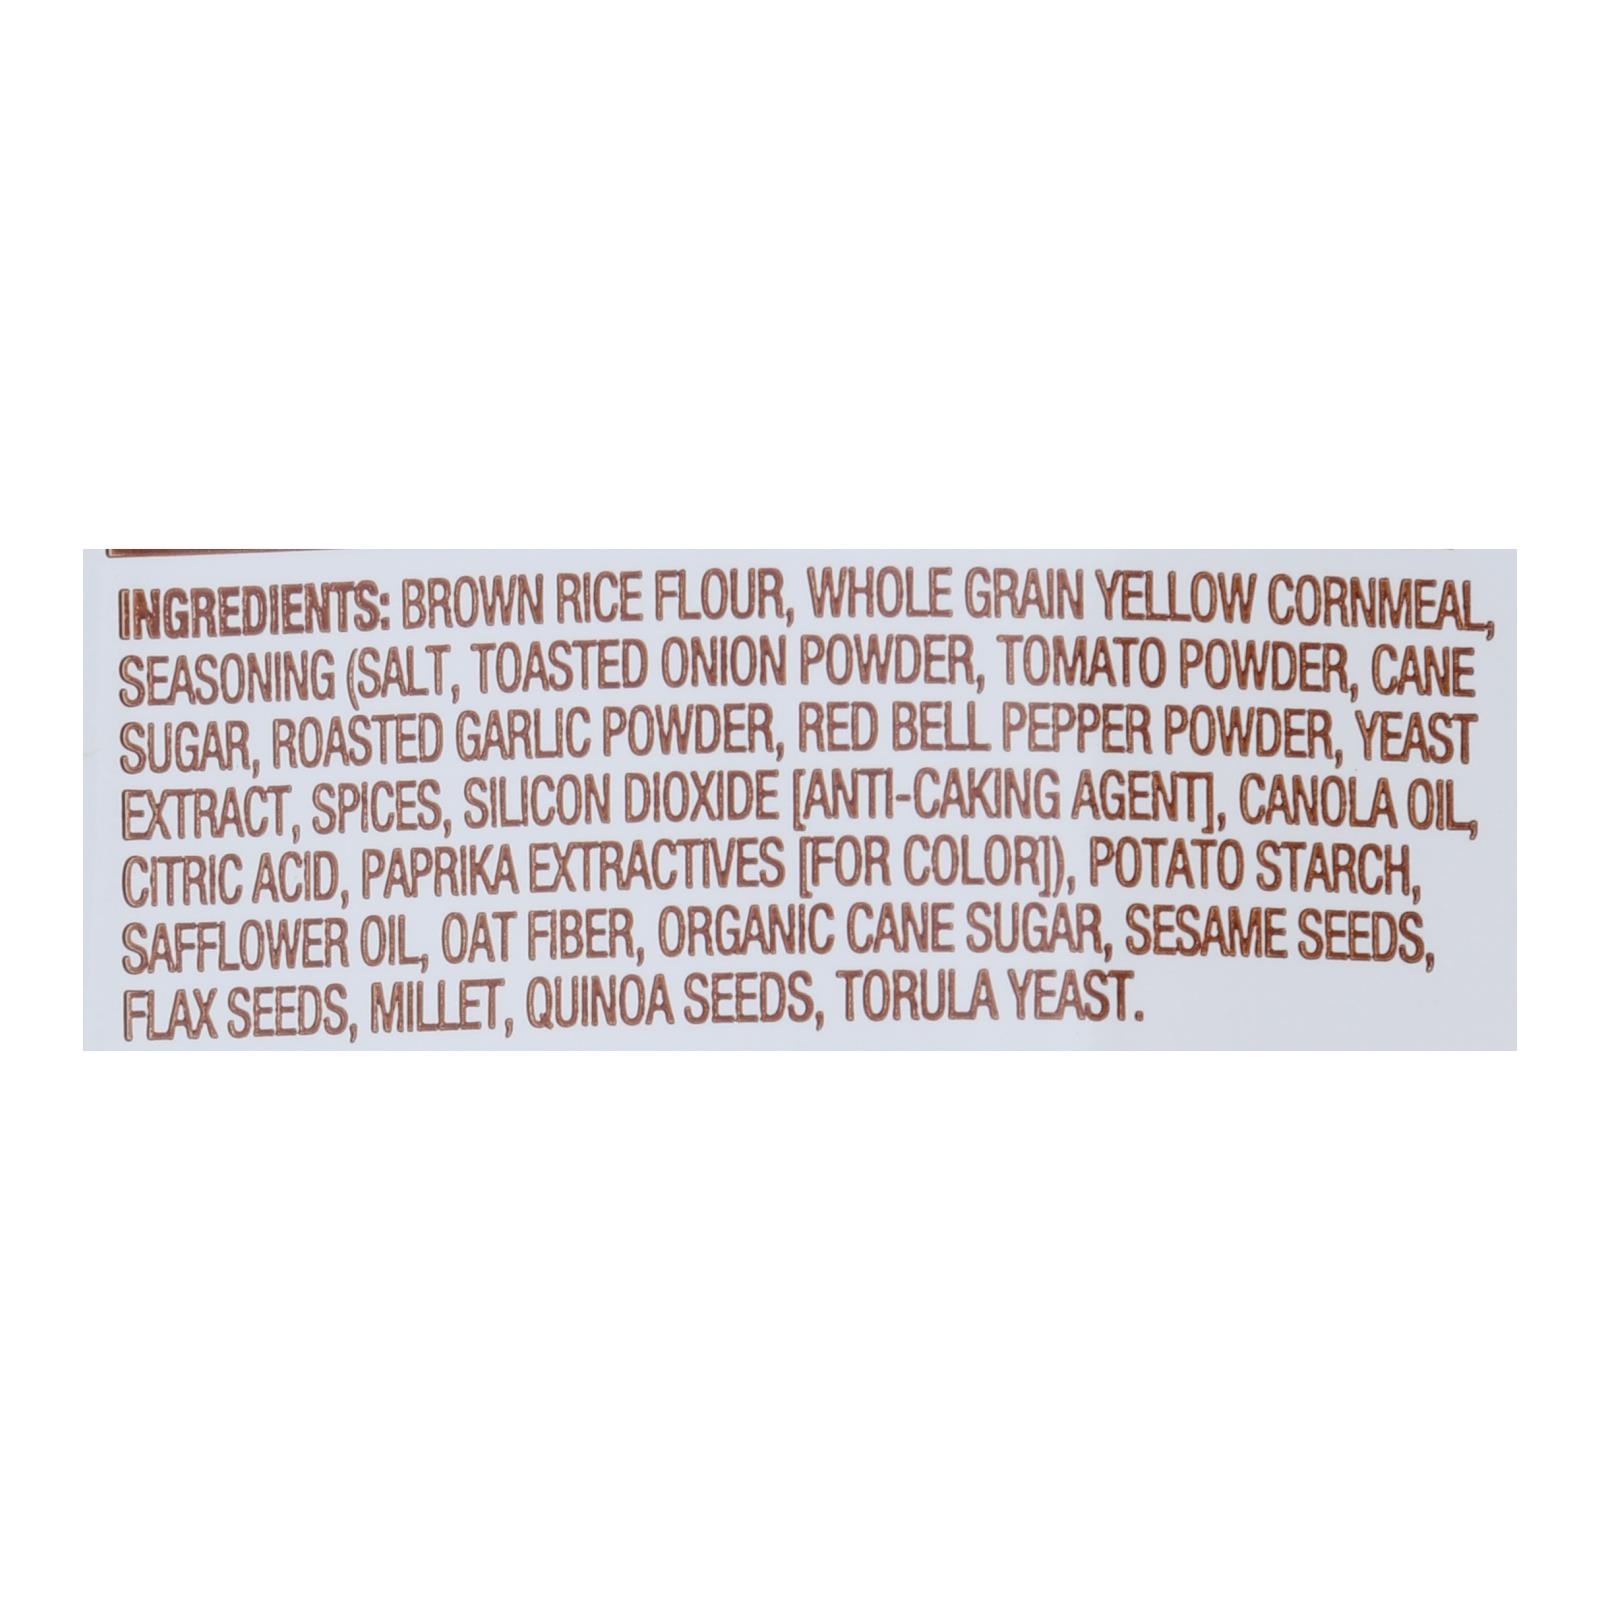 INGREDIENTS: BROWN RICE FLOUR, WHOLE GRAIN YELLOW CORNMEAL,
SEASONING (SALT, TOASTED ONION POWDER, TOMATO POWDER, CANE
SUGAR, ROASTED GARLIC POWDER, RED BELL PEPPER POWDER, YEAST
EXTRACT, SPICES, SILICON DIOXIDE [ANTI-CAKING AGENT], CANOLA OIL,
CITRIC ACID, PAPRIKA EXTRACTIVES [FOR COLOR]), POTATO STARCH,
SAFFLOWER OIL, OAT FIBER, ORGANIC CANE SUGAR, SESAME SEEDS,
FLAX SEEDS, MILLET, QUINOA SEEDS, TORULA YEAST.